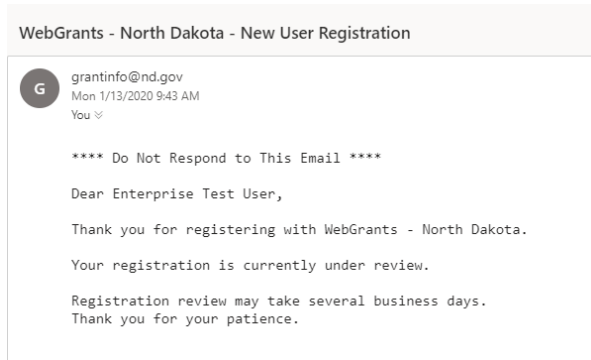 WebGrants - North Dakota - New User Registration
G
grantinfo@nd.gov
Mon 1/13/2020 9:43 AM
You
**** Do Not Respond to This Email ****
Dear Enterprise Test User,
Thank you for registering with WebGrants - North Dakota.
Your registration is currently under review.
Registration review may take several business days.
Thank you for your patience.